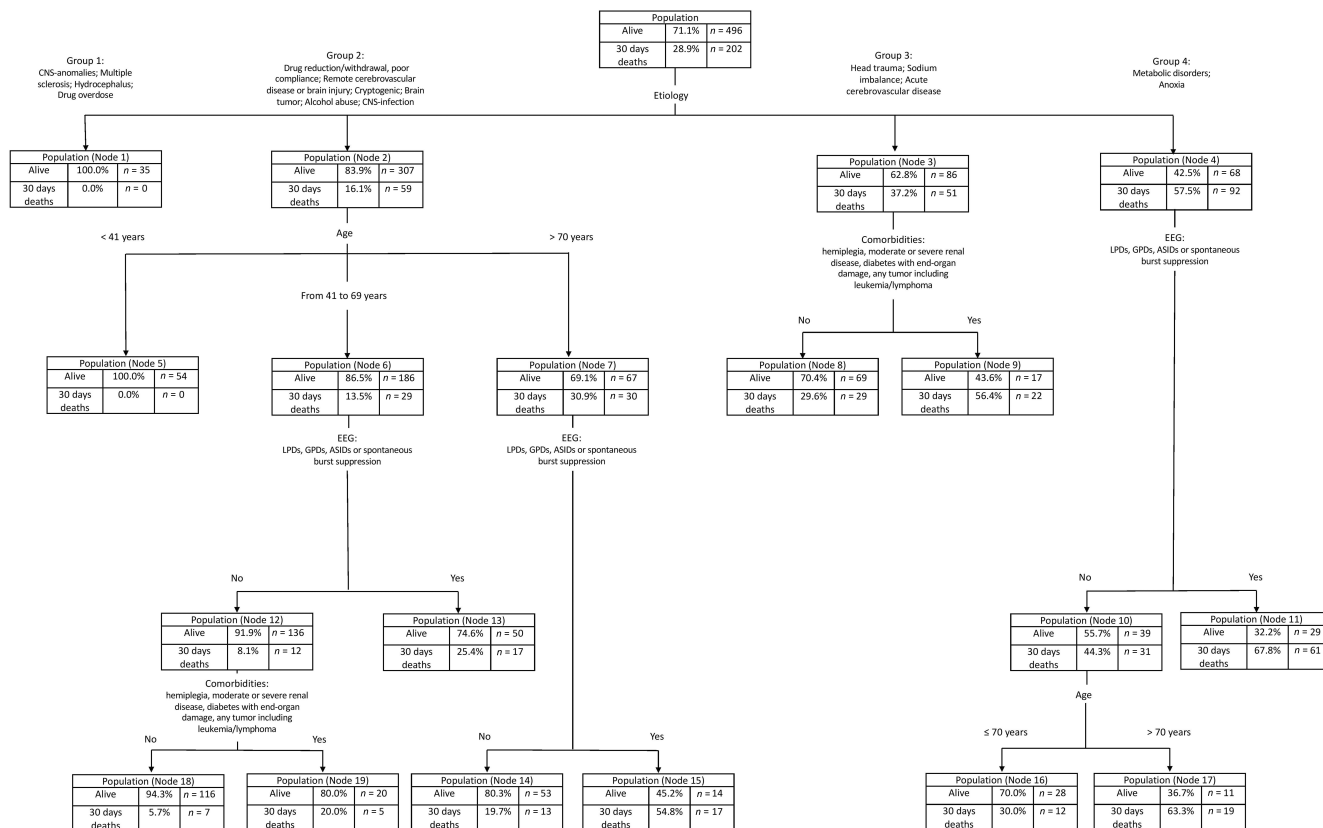 Population
Alive 71.1% n = 496
30 days deaths 28.9% n = 202
Etiology
Group 1:
CNS-anomalies; Multiple
sclerosis; Hydrocephalus;
Drug overdose
Group 2:
Drug reduction/withdrawal, poor
compliance; Remote cerebrovascular
disease or brain injury; Cryptogenic; Brain
tumor; Alcohol abuse; CNS-infection
Group 3:
Head trauma; Sodium
imbalance; Acute
cerebrovascular disease
Group 4:
Metabolic disorders;
Anoxia
Population (Node 1)
Alive 100.0% n = 35
30 days deaths 0.0% n = 0
Population (Node 2)
Alive 83.9% n = 307
30 days deaths 16.1% n = 59
Population (Node 3)
Alive 62.8% n = 86
30 days deaths 37.2% n = 51
Population (Node 4)
Alive 42.5% n = 68
30 days deaths 57.5% n = 92
< 41 years
Age
> 70 years
From 41 to 69 years
Comorbidities:
hemiplegia, moderate or severe renal
disease, diabetes with end-organ
damage, any tumor including
leukemia/lymphoma
No
Yes
EEG:
LPDs, GPDs, ASIDs or spontaneous
burst suppression
Population (Node 5)
Alive 100.0% n = 54
30 days deaths 0.0% n = 0
Population (Node 6)
Alive 86.5% n = 186
30 days deaths 13.5% n = 29
Population (Node 7)
Alive 69.1% n = 67
30 days deaths 30.9% n = 30
Population (Node 8)
Alive 70.4% n = 69
30 days deaths 29.6% n = 29
Population (Node 9)
Alive 43.6% n = 17
30 days deaths 56.4% n = 22
EEG:
LPDs, GPDs, ASIDs or spontaneous
burst suppression
EEG:
LPDs, GPDs, ASIDs or spontaneous
burst suppression
No
Yes
No
Yes
Population (Node 12)
Alive 91.9% n = 136
30 days deaths 8.1% n = 12
Population (Node 13)
Alive 74.6% n = 50
30 days deaths 25.4% n = 17
Population (Node 10)
Alive 55.7% n = 39
30 days deaths 44.3% n = 31
Population (Node 11)
Alive 32.2% n = 29
30 days deaths 67.8% n = 61
Comorbidities:
hemiplegia, moderate or severe renal
disease, diabetes with end-organ
damage, any tumor including
leukemia/lymphoma
No
Yes
No
Yes
Age
≤ 70 years
> 70 years
Population (Node 18)
Alive 94.3% n = 116
30 days deaths 5.7% n = 7
Population (Node 19)
Alive 80.0% n = 20
30 days deaths 20.0% n = 5
Population (Node 14)
Alive 80.3% n = 53
30 days deaths 19.7% n = 13
Population (Node 15)
Alive 45.2% n = 14
30 days deaths 54.8% n = 17
Population (Node 16)
Alive 70.0% n = 28
30 days deaths 30.0% n = 12
Population (Node 17)
Alive 36.7% n = 11
30 days deaths 63.3% n = 19